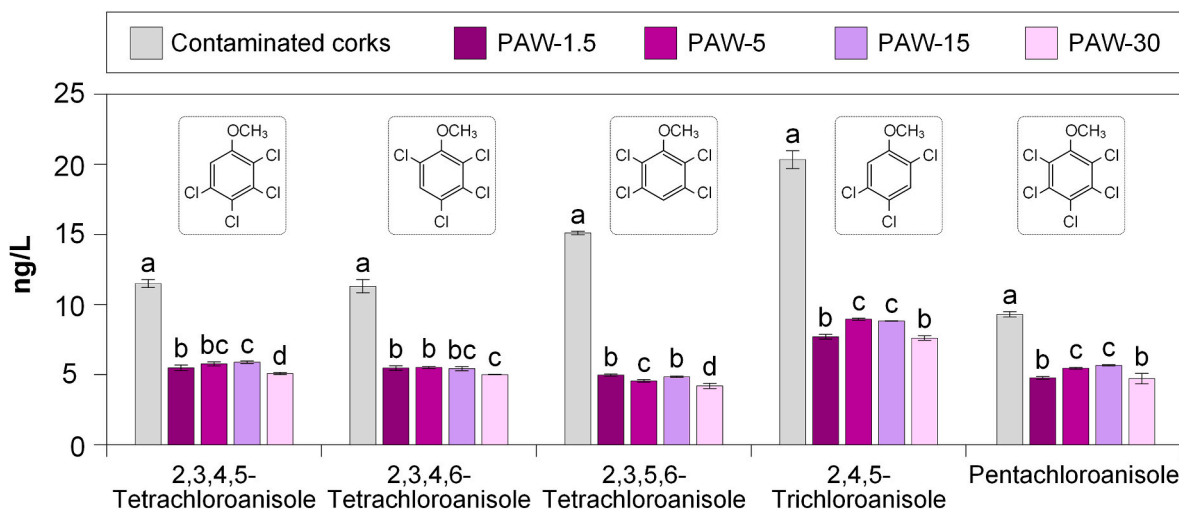 Contaminated corks PAW-1.5 PAW-5 PAW-15 PAW-30
ng/L
25
20
15
10
5
0
OCH₃
Cl
Cl
Cl
Cl
OCH₃
Cl
Cl
Cl
Cl
OCH₃
Cl
Cl
Cl
Cl
OCH₃
Cl
Cl
Cl
OCH₃
Cl
Cl
Cl
Cl
Cl
a b bc c d
a b b bc c
a b c b d
a b c c b
a b c c b
2,3,4,5-
Tetrachloroanisole
2,3,4,6-
Tetrachloroanisole
2,3,5,6-
Tetrachloroanisole
2,4,5-
Trichloroanisole
Pentachloroanisole